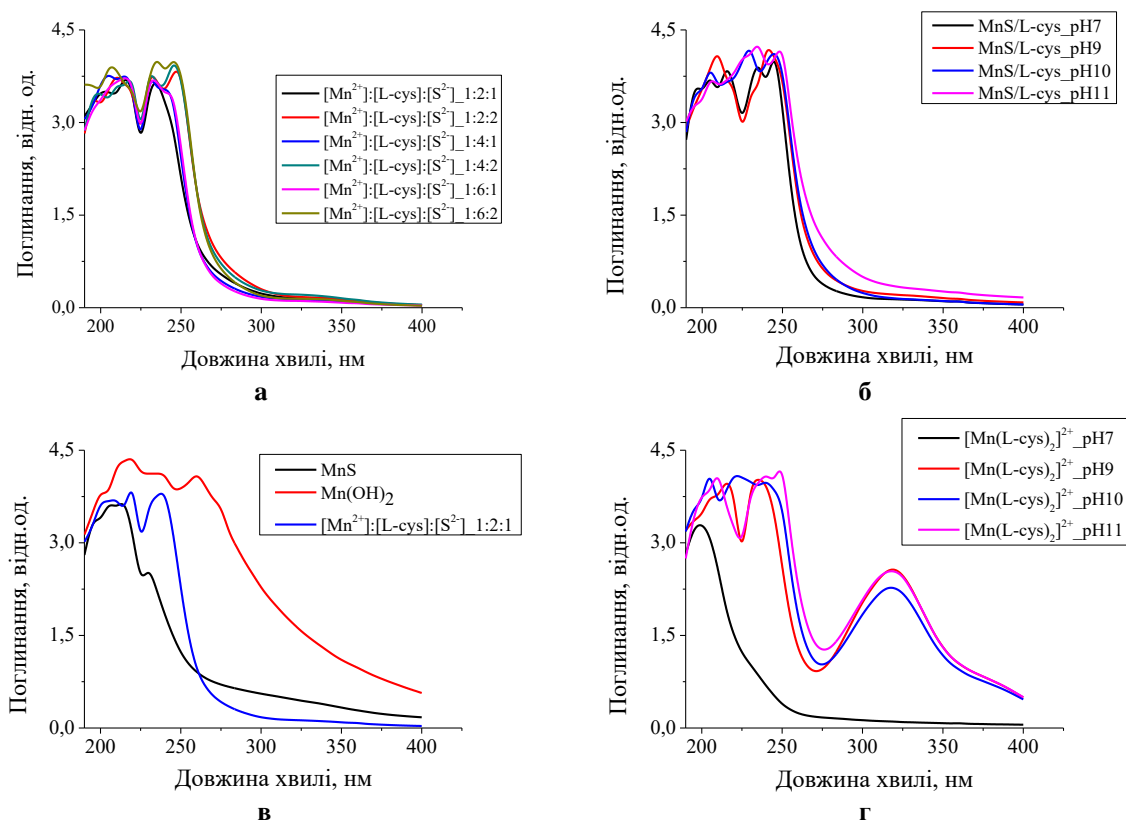 4,5
3,0
1,5
0,0
Поглинання, відн. од.
[Mn²⁺]:[L-cys]:[S²⁻]_1:2:1
[Mn²⁺]:[L-cys]:[S²⁻]_1:2:2
[Mn²⁺]:[L-cys]:[S²⁻]_1:4:1
[Mn²⁺]:[L-cys]:[S²⁻]_1:4:2
[Mn²⁺]:[L-cys]:[S²⁻]_1:6:1
[Mn²⁺]:[L-cys]:[S²⁻]_1:6:2
200 250 300 350 400
Довжина хвилі, нм
а
4,5
3,0
1,5
0,0
Поглинання, відн.од.
MnS/L-cys_pH7
MnS/L-cys_pH9
MnS/L-cys_pH10
MnS/L-cys_pH11
200 250 300 350 400
Довжина хвилі, нм
б
4,5
3,0
1,5
0,0
Поглинання, відн.од.
MnS
Mn(OH)₂
[Mn²⁺]:[L-cys]:[S²⁻]_1:2:1
200 250 300 350 400
Довжина хвилі, нм
в
4,5
3,0
1,5
0,0
Поглинання, відн.од.
[Mn(L-cys)₂]²⁺_pH7
[Mn(L-cys)₂]²⁺_pH9
[Mn(L-cys)₂]²⁺_pH10
[Mn(L-cys)₂]²⁺_pH11
200 250 300 350 400
Довжина хвилі, нм
г